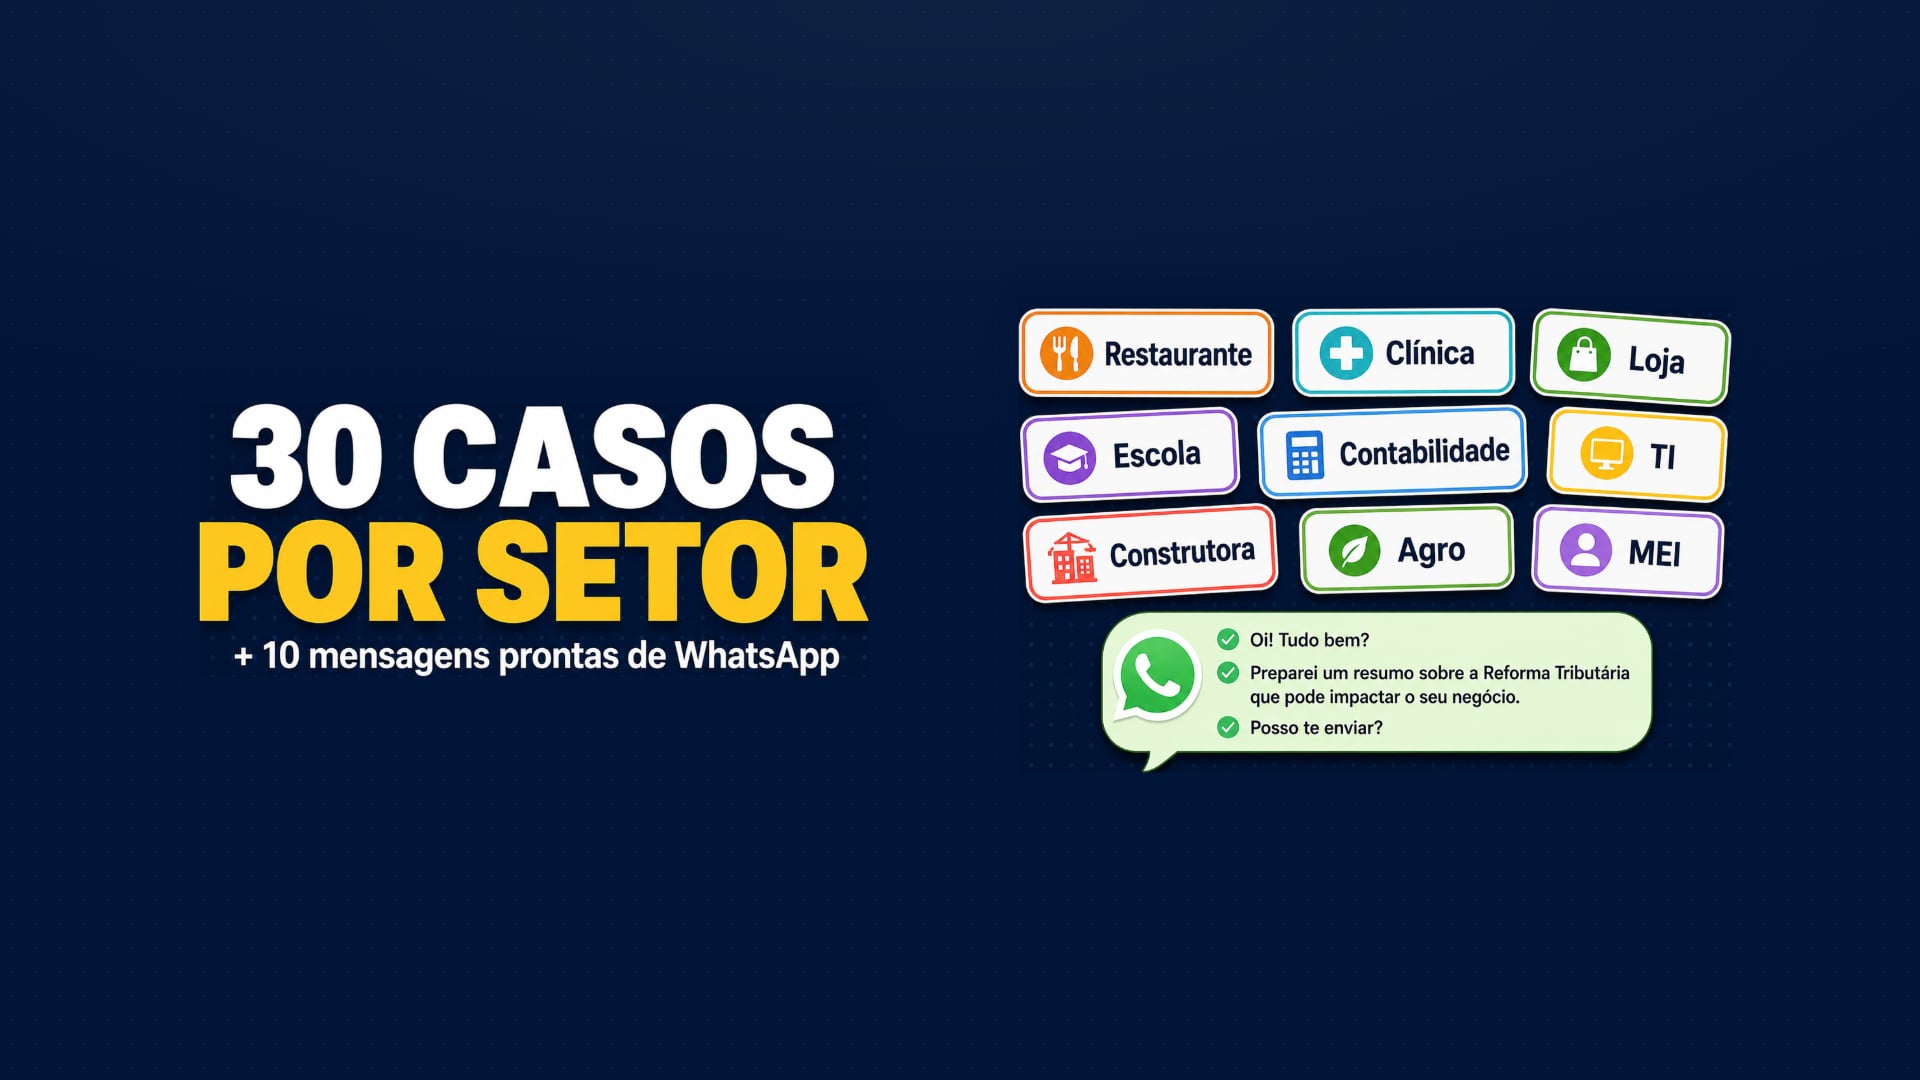 30 CASOS
POR SETOR
+ 10 mensagens prontas de WhatsApp
Restaurante
Clínica
Loja
Escola
Contabilidade
TI
Construtora
Agro
MEI
Oi! Tudo bem?
Preparei um resumo sobre a Reforma Tributária
que pode impactar o seu negócio.
Posso te enviar?